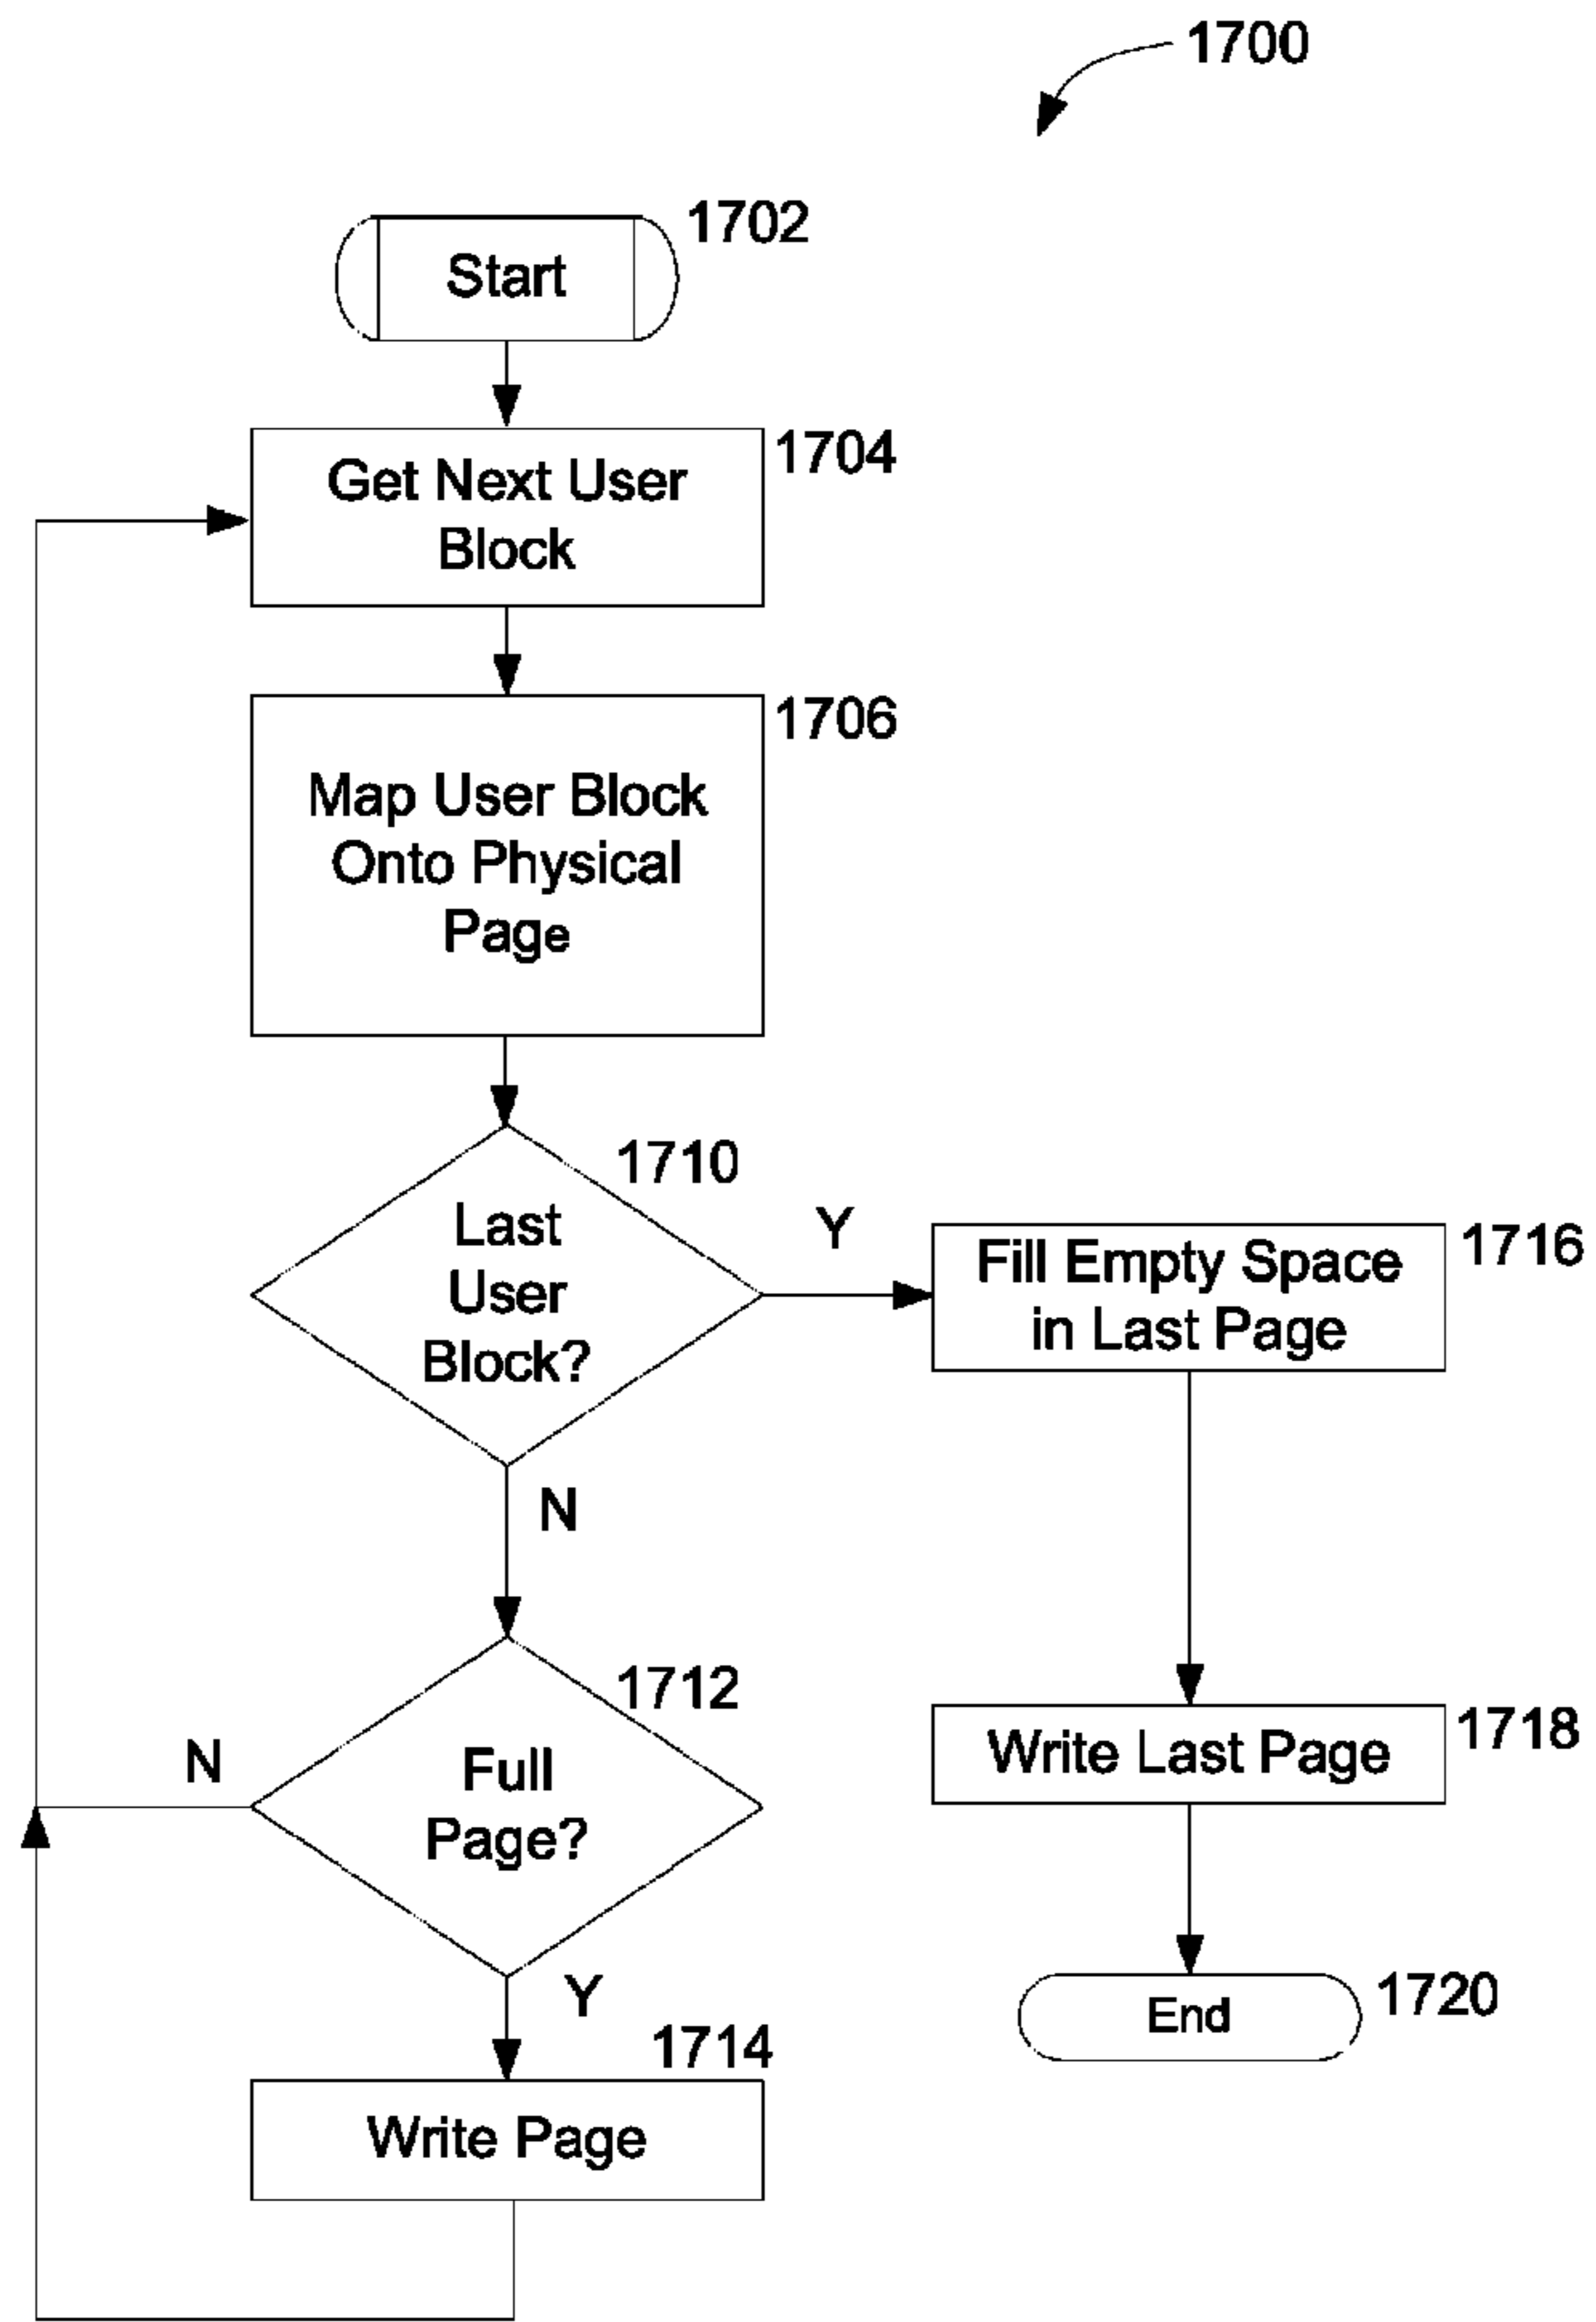 1700
1702
Start
1704
Get Next User
Block
1706
Map User Block
Onto Physical
Page
1710
Last
User
Block?
Y
1716
Fill Empty Space
in Last Page
N
1712
Full
Page?
N
1718
Write Last Page
Y
1720
End
1714
Write Page